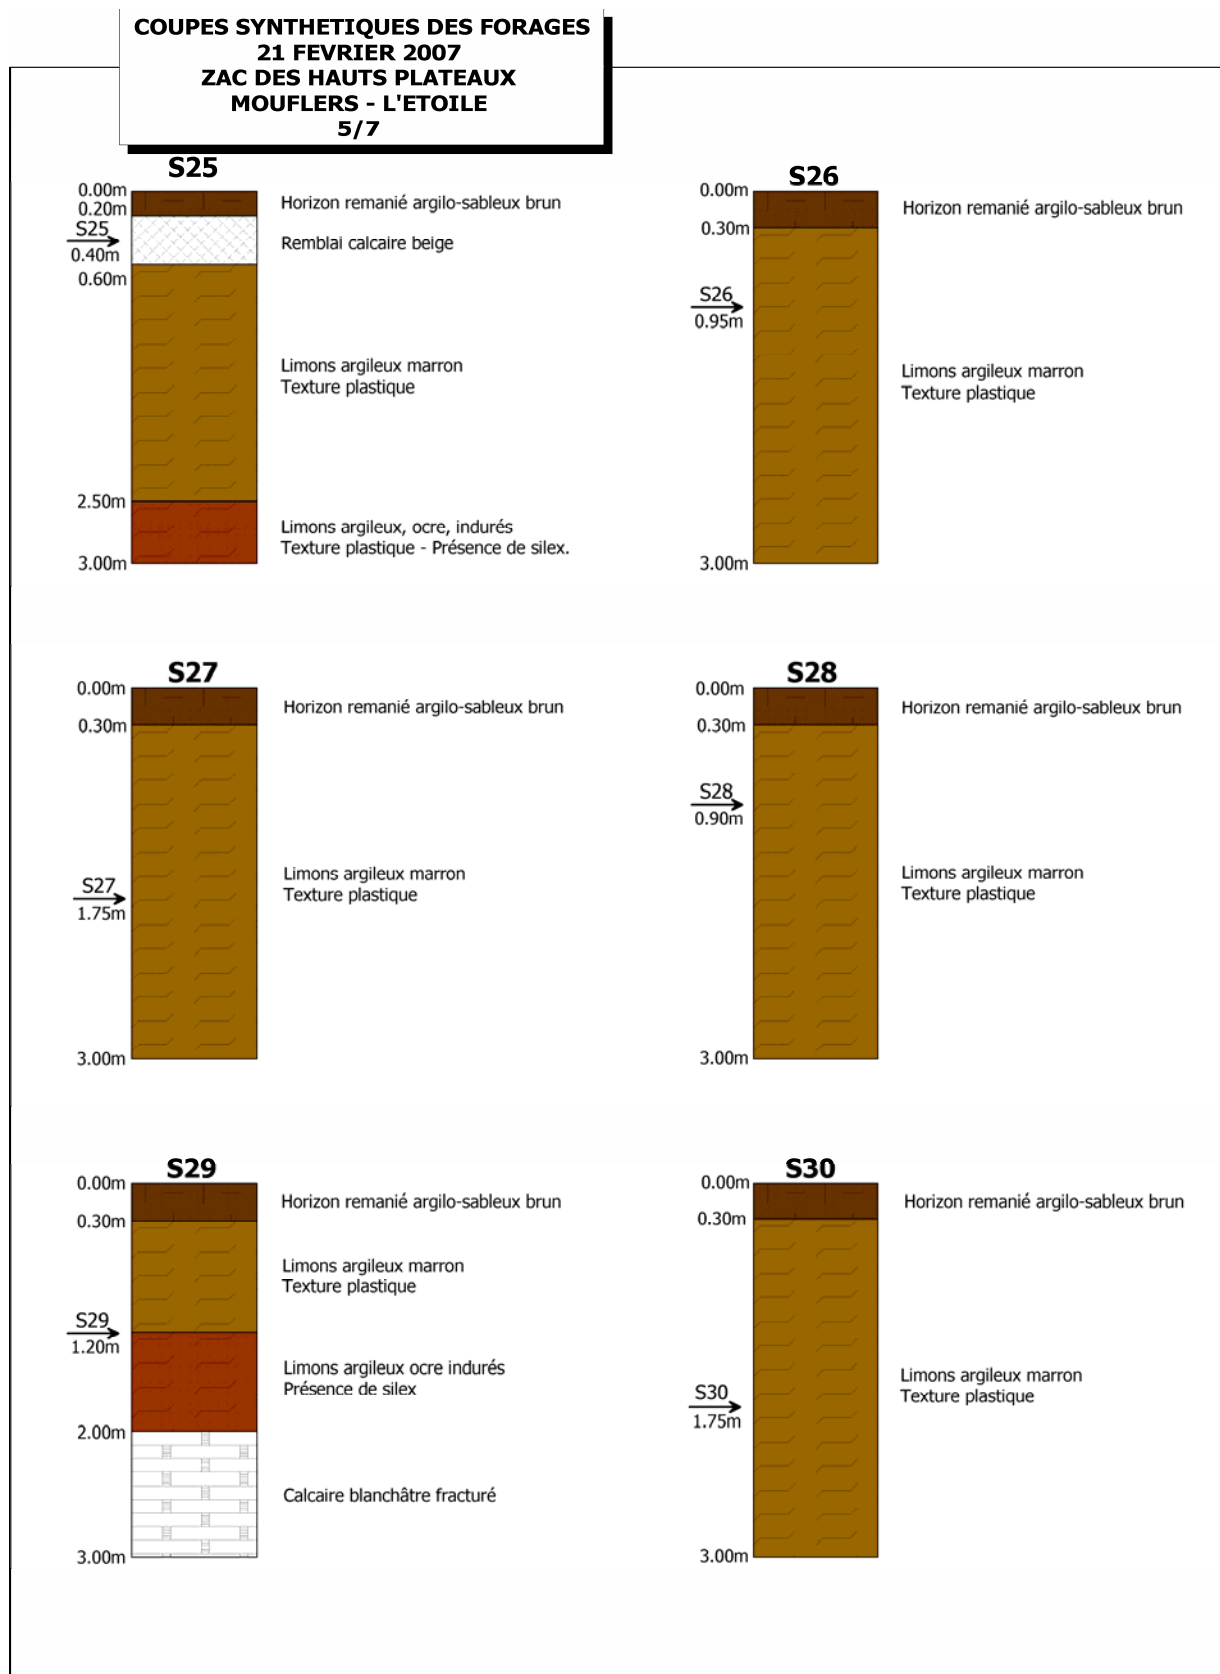 COUPES SYNTHETIQUES DES FORAGES
21 FEVRIER 2007
ZAC DES HAUTS PLATEAUX
MOUFLERS - L'ETOILE
5/7
S25
0.00m
0.20m
S25
0.40m
0.60m
2.50m
3.00m
Horizon remanié argilo-sableux brun
Remblai calcaire beige
Limons argileux marron
Texture plastique
Limons argileux, ocre, indurés
Texture plastique - Présence de silex.
S26
0.00m
0.30m
S26
0.95m
3.00m
Horizon remanié argilo-sableux brun
Limons argileux marron
Texture plastique
S27
0.00m
0.30m
S27
1.75m
3.00m
Horizon remanié argilo-sableux brun
Limons argileux marron
Texture plastique
S28
0.00m
0.30m
S28
0.90m
3.00m
Horizon remanié argilo-sableux brun
Limons argileux marron
Texture plastique
S29
0.00m
0.30m
S29
1.20m
2.00m
3.00m
Horizon remanié argilo-sableux brun
Limons argileux marron
Texture plastique
Limons argileux ocre indurés
Présence de silex
Calcaire blanchâtre fracturé
S30
0.00m
0.30m
S30
1.75m
3.00m
Horizon remanié argilo-sableux brun
Limons argileux marron
Texture plastique